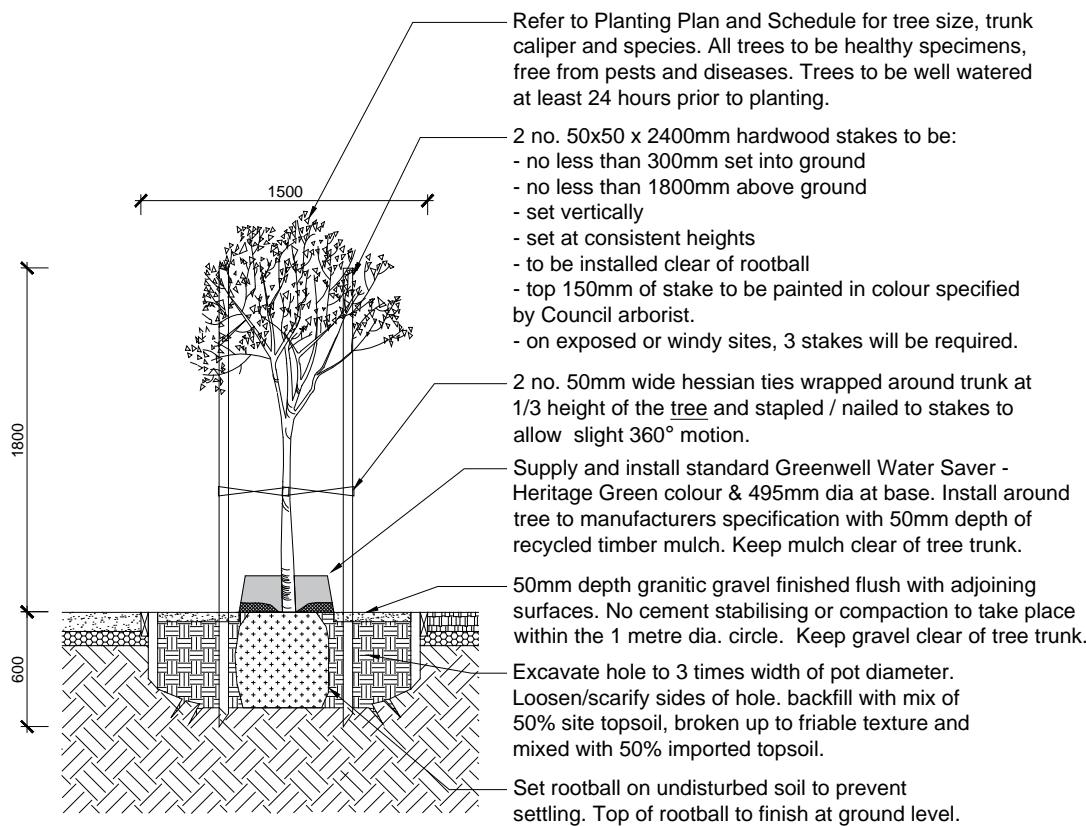 Refer to Planting Plan and Schedule for tree size, trunk
caliper and species. All trees to be healthy specimens,
free from pests and diseases. Trees to be well watered
at least 24 hours prior to planting.
2 no. 50x50 x 2400mm hardwood stakes to be:
- no less than 300mm set into ground
- no less than 1800mm above ground
- set vertically
- set at consistent heights
- to be installed clear of rootball
- top 150mm of stake to be painted in colour specified
by Council arborist.
- on exposed or windy sites, 3 stakes will be required.
1500
1800
600
2 no. 50mm wide hessian ties wrapped around trunk at
1/3 height of the tree and stapled / nailed to stakes to
allow slight 360° motion.
Supply and install standard Greenwell Water Saver -
Heritage Green colour & 495mm dia at base. Install around
tree to manufacturers specification with 50mm depth of
recycled timber mulch. Keep mulch clear of tree trunk.
50mm depth granitic gravel finished flush with adjoining
surfaces. No cement stabilising or compaction to take place
within the 1 metre dia. circle. Keep gravel clear of tree trunk.
Excavate hole to 3 times width of pot diameter.
Loosen/scarify sides of hole. backfill with mix of
50% site topsoil, broken up to friable texture and
mixed with 50% imported topsoil.
Set rootball on undisturbed soil to prevent
settling. Top of rootball to finish at ground level.